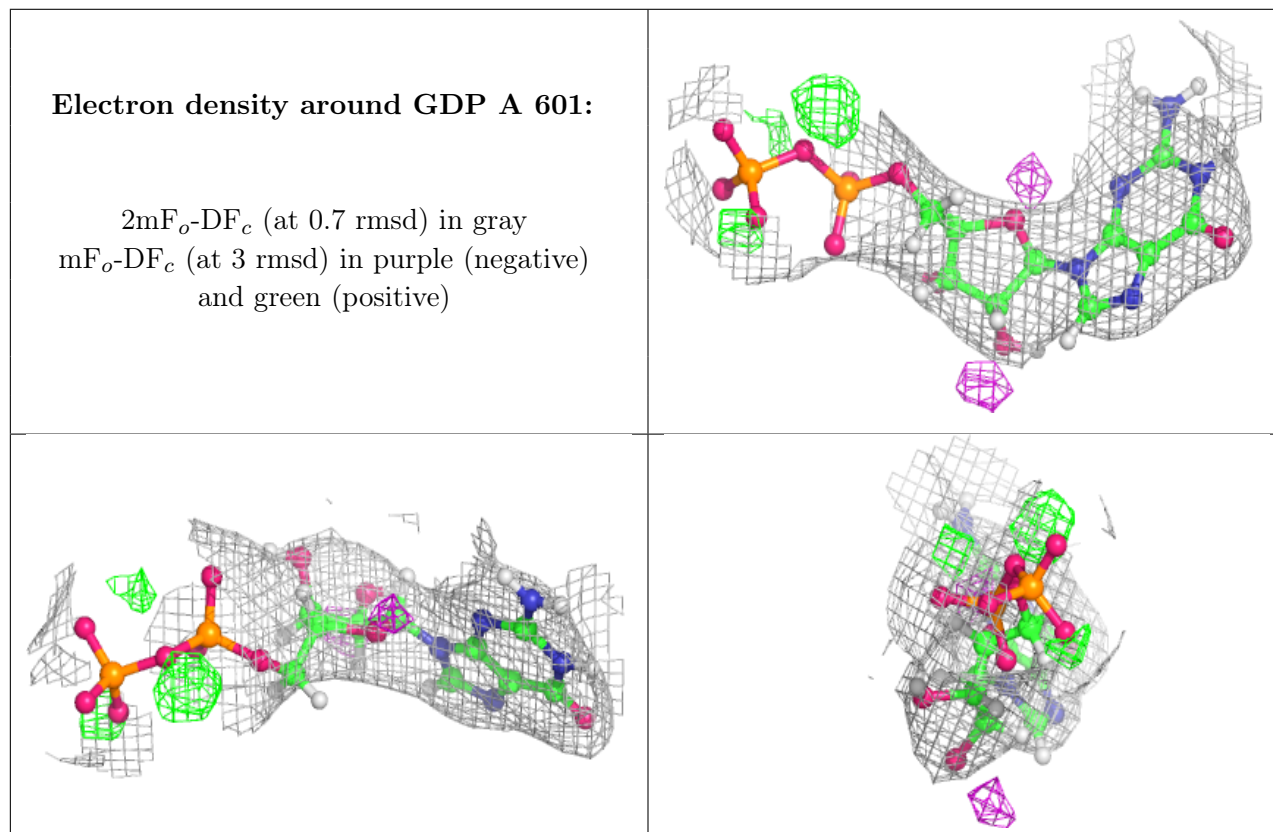 Electron density around GDP A 601:
2mFo-DFc (at 0.7 rmsd) in gray
mFo-DFc (at 3 rmsd) in purple (negative)
and green (positive)